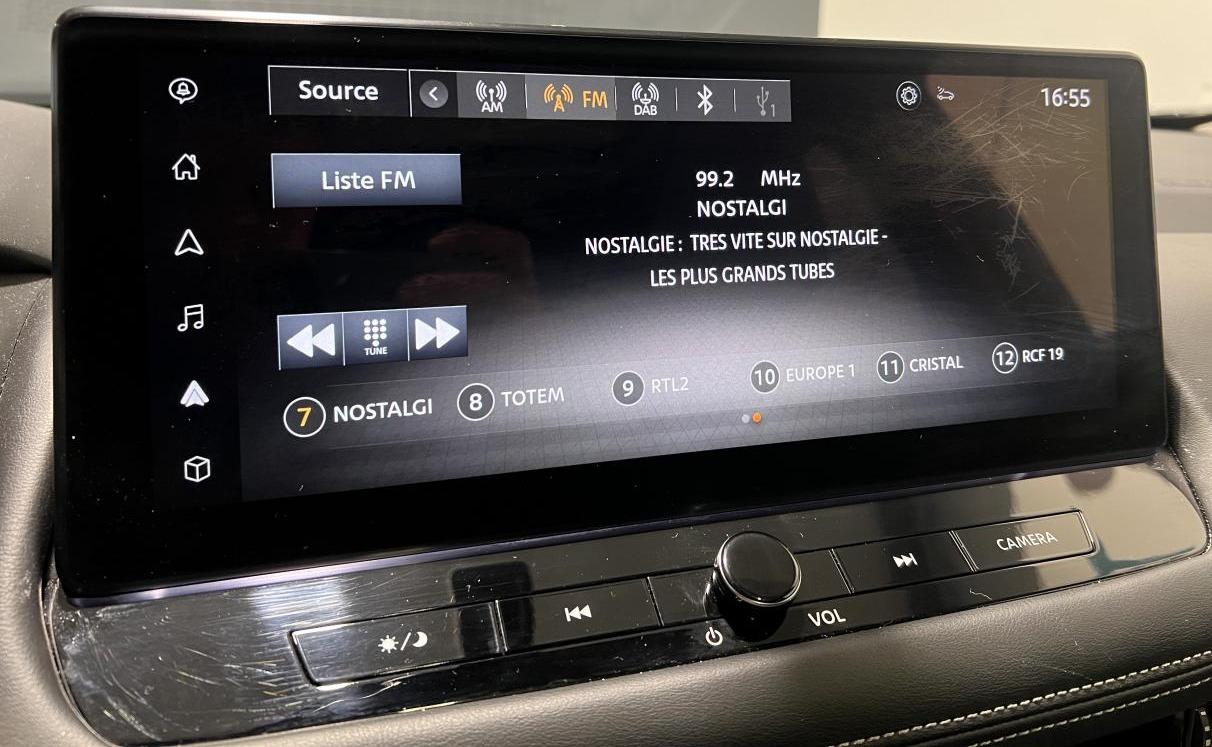 Source
AM
FM
DAB
1
16:55
Liste FM
99.2 MHz
NOSTALGI
NOSTALGIE : TRES VITE SUR NOSTALGIE -
LES PLUS GRANDS TUBES
TUNE
7 NOSTALGI 8 TOTEM 9 RTL2 10 EUROPE 1 11 CRISTAL 12 RCF 19
CAMERA
VOL